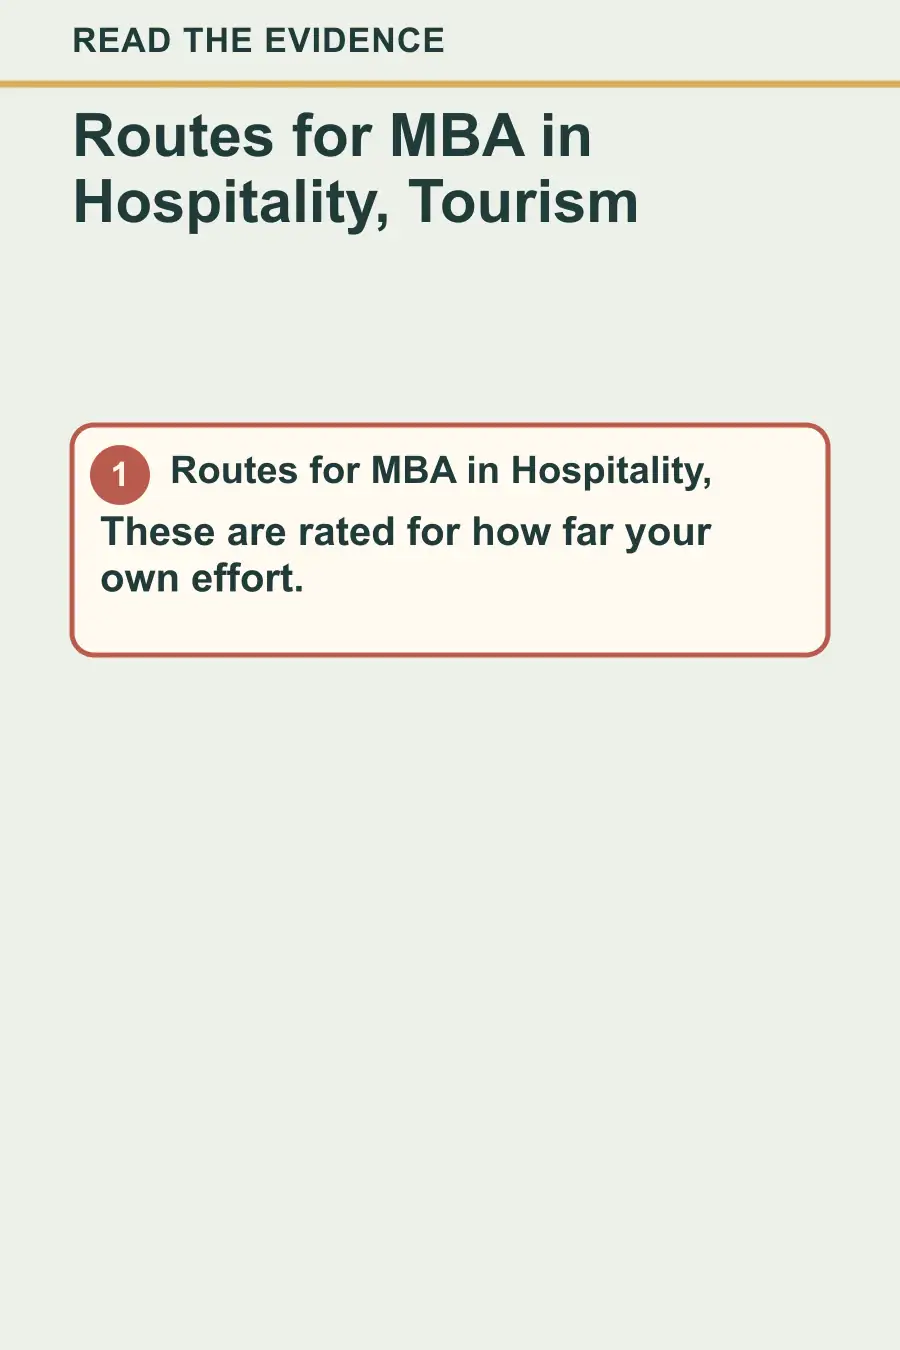 READ THE EVIDENCE
Routes for MBA in
Hospitality, Tourism
1 Routes for MBA in Hospitality,
These are rated for how far your
own effort.